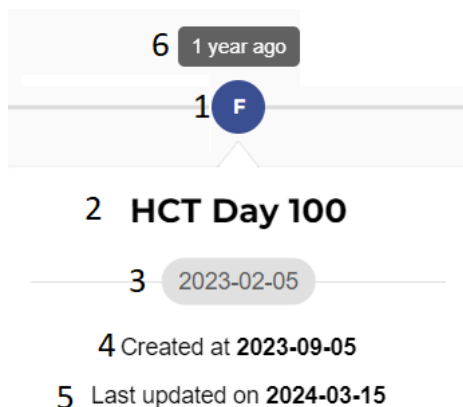 6 1 year ago
1 F
2 HCT Day 100
3 2023-02-05
4 Created at 2023-09-05
5 Last updated on 2024-03-15